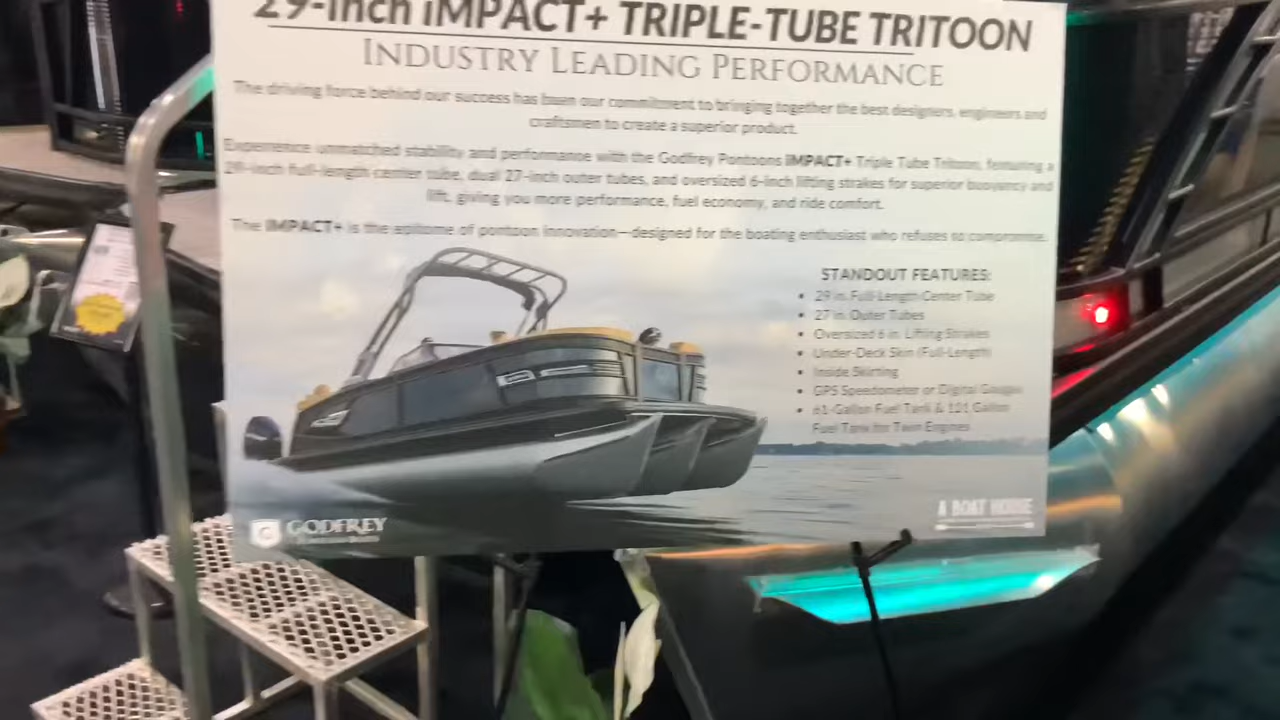 29-inch iMPACT+ TRIPLE-TUBE TRITOON
INDUSTRY LEADING PERFORMANCE
The driving force behind our success has been our commitment to bringing together the best designers, engineers and
craftsmen to create a superior product.
Experience unmatched stability and performance with the Godfrey Pontoons iMPACT+ Triple Tube Tritoon, featuring a
29-inch full-length center tube, dual 27-inch outer tubes, and oversized 6-inch lifting strakes for superior buoyancy and
lift, giving you more performance, fuel economy, and ride comfort.
The iMPACT+ is the epitome of pontoon innovation—designed for the boating enthusiast who refuses to compromise.
STANDOUT FEATURES:
• 29 in. Full-Length Center Tube
• 27 in. Outer Tubes
• Oversized 6 in. Lifting Strakes
• Under-Deck Skin (Full-Length)
• Inside Skirting
• GPS Speedometer or Digital Gauges
• 61-Gallon Fuel Tank & 121 Gallon
Fuel Tank for Twin Engines
GODFREY
A BOAT HOUSE